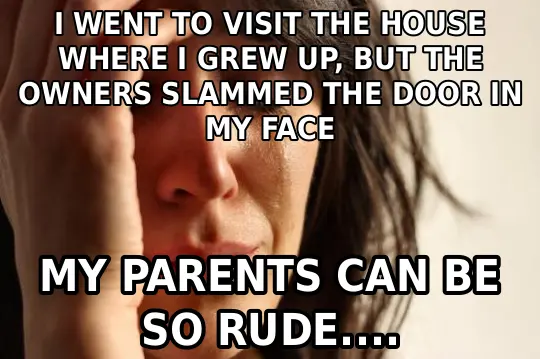 I WENT TO VISIT THE HOUSE
WHERE I GREW UP, BUT THE
OWNERS SLAMMED THE DOOR IN
MY FACE
MY PARENTS CAN BE
SO RUDE....